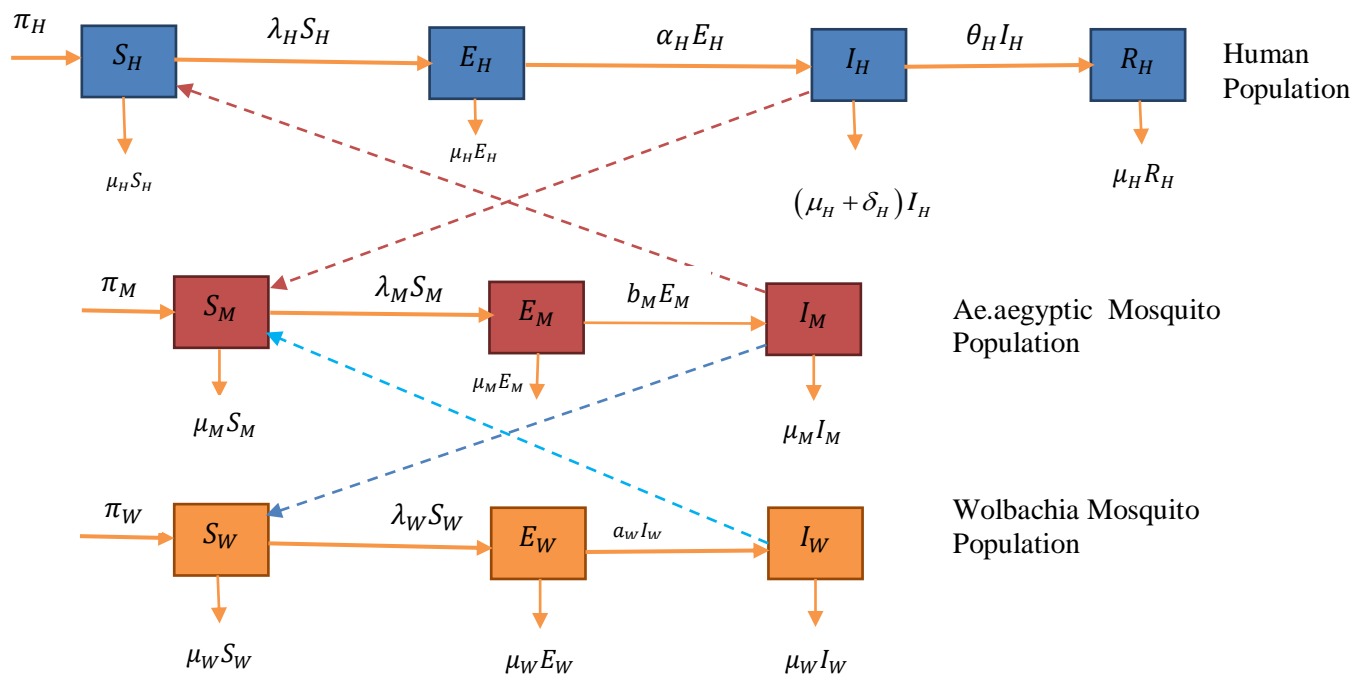 π_H
S_H
λ_H S_H
E_H
α_H E_H
I_H
θ_H I_H
R_H
Human
Population
μ_H S_H
μ_H E_H
(μ_H + δ_H) I_H
μ_H R_H
π_M
S_M
λ_M S_M
E_M
b_M E_M
I_M
Ae.aegyptic Mosquito
Population
μ_M S_M
μ_M E_M
μ_M I_M
π_W
S_W
λ_W S_W
E_W
a_W I_W
I_W
Wolbachia Mosquito
Population
μ_W S_W
μ_W E_W
μ_W I_W